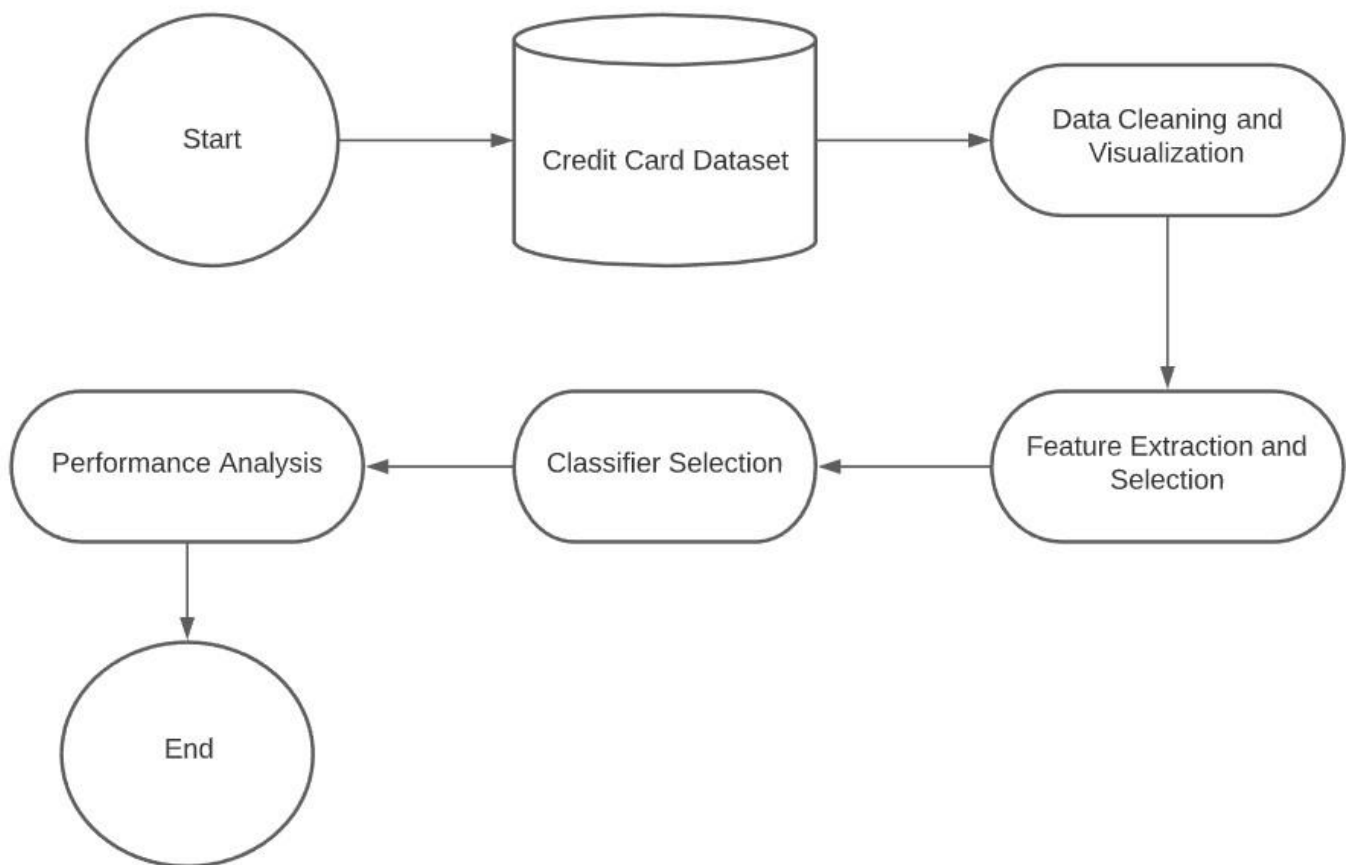 Start
Credit Card Dataset
Data Cleaning and
Visualization
Feature Extraction and
Selection
Classifier Selection
Performance Analysis
End